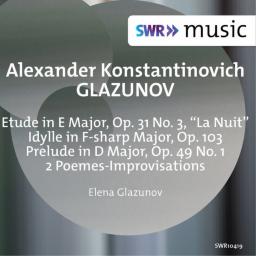 SWR>> music
Alexander Konstantinovich
GLAZUNOV
Etude in E Major, Op. 31 No. 3, “La Nuit”
Idylle in F-sharp Major, Op. 103
Prelude in D Major, Op. 49 No. 1
2 Poemes-Improvisations
Elena Glazunov
SWR10419